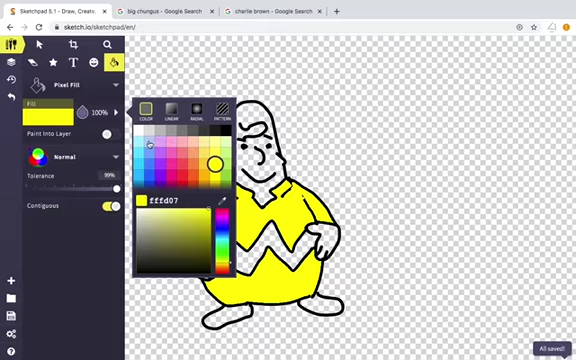 Sketchpad 5.1 - Draw, Create
big chungus - Google Search
charlie brown - Google Search
sketch.io/sketchpad/en/
Pixel Fill
Fill
100%
Paint Into Layer
Normal
Tolerance
99%
Contiguous
COLOR
LINEAR
RADIAL
PATTERN
fffd07
All saved!